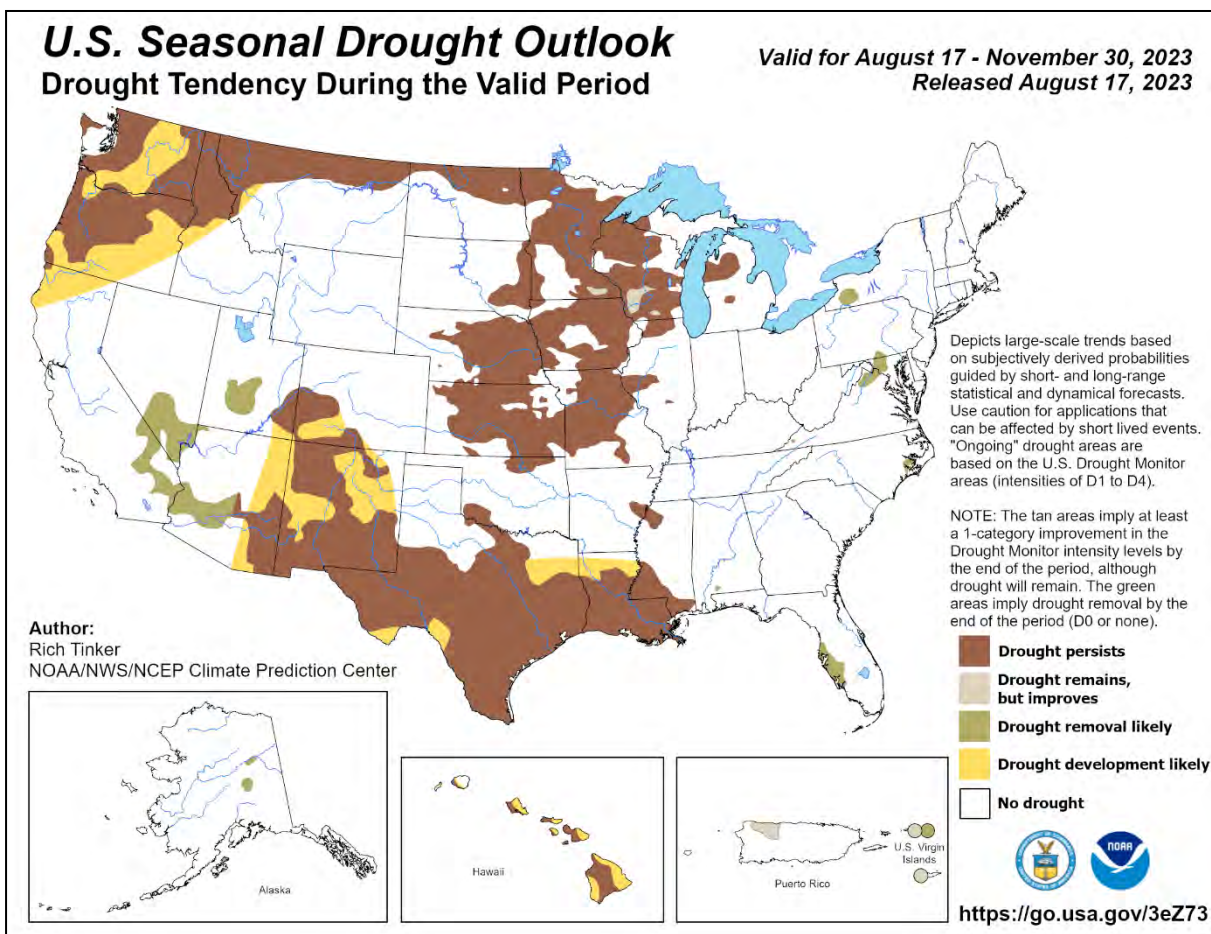 U.S. Seasonal Drought Outlook
Drought Tendency During the Valid Period
Valid for August 17 - November 30, 2023
Released August 17, 2023
Depicts large-scale trends based
on subjectively derived probabilities
guided by short- and long-range
statistical and dynamical forecasts.
Use caution for applications that
can be affected by short lived events.
"Ongoing" drought areas are
based on the U.S. Drought Monitor
areas (intensities of D1 to D4).
NOTE: The tan areas imply at least
a 1-category improvement in the
Drought Monitor intensity levels by
the end of the period, although
drought will remain. The green
areas imply drought removal by the
end of the period (D0 or none).
Author:
Rich Tinker
NOAA/NWS/NCEP Climate Prediction Center
Drought persists
Drought remains,
but improves
Drought removal likely
Drought development likely
No drought
Alaska
Hawaii
Puerto Rico
U.S. Virgin
Islands
NOAA
https://go.usa.gov/3eZ73